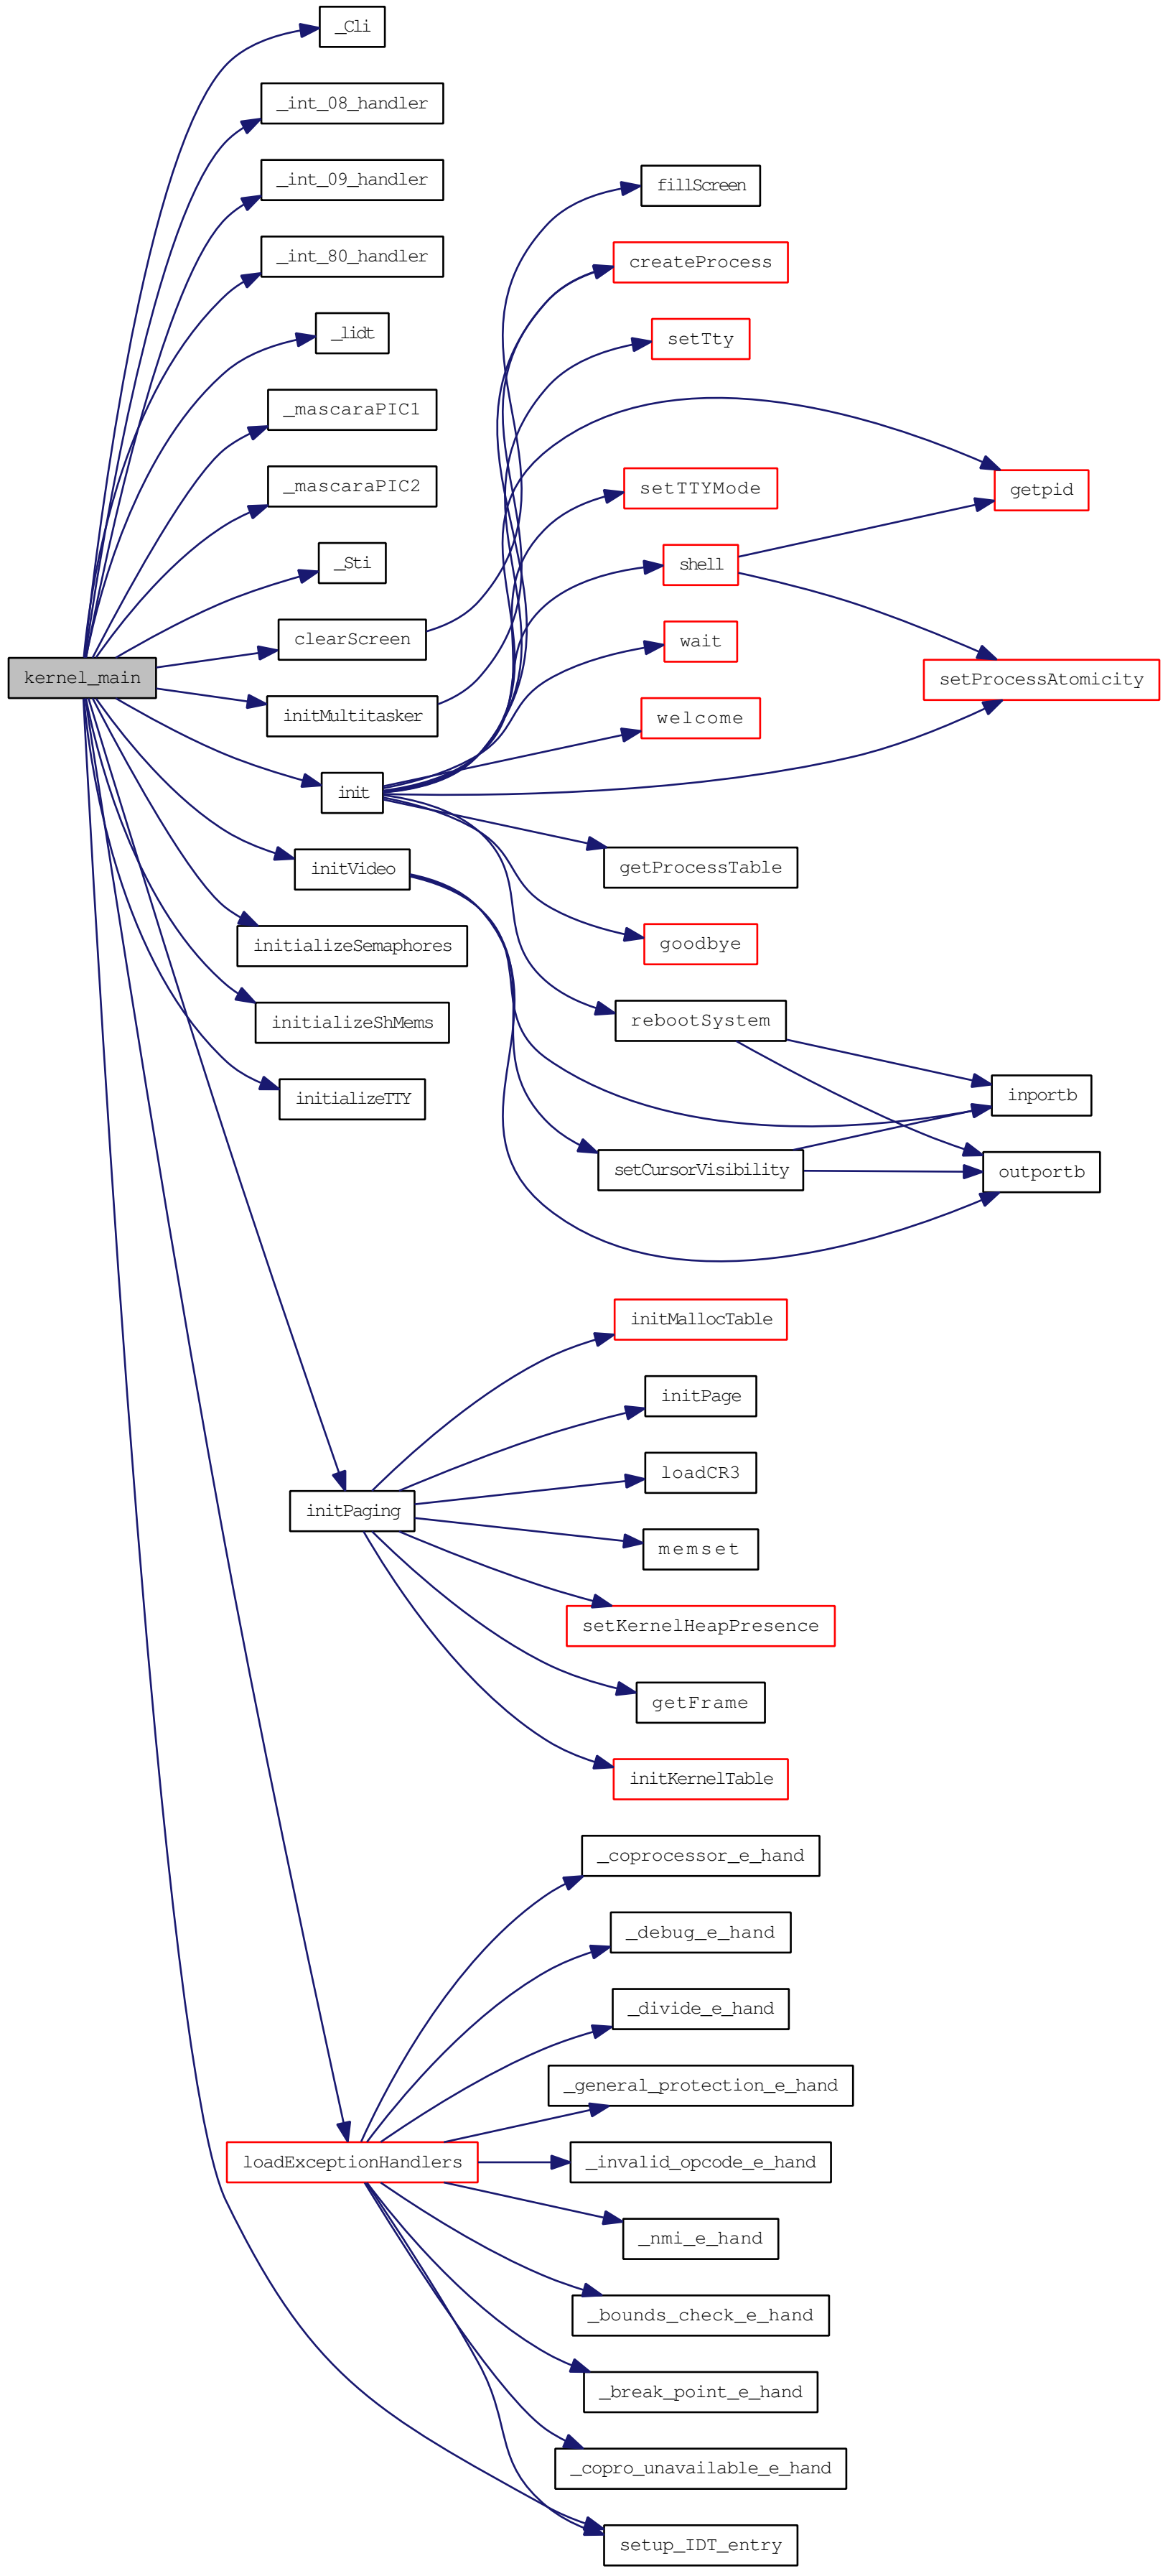 _Cli
_int_08_handler
_int_09_handler
fillScreen
_int_80_handler
createProcess
_lidt
setTty
_mascaraPIC1
_mascaraPIC2
setTTYMode
getpid
_Sti
shell
clearScreen
wait
kernel_main
setProcessAtomicity
initMultitasker
welcome
init
initVideo
getProcessTable
initializeSemaphores
goodbye
initializeShMems
rebootSystem
initializeTTY
inportb
setCursorVisibility
outportb
initMallocTable
initPage
loadCR3
initPaging
memset
setKernelHeapPresence
getFrame
initKernelTable
_coprocessor_e_hand
_debug_e_hand
_divide_e_hand
_general_protection_e_hand
loadExceptionHandlers
_invalid_opcode_e_hand
_nmi_e_hand
_bounds_check_e_hand
_break_point_e_hand
_copro_unavailable_e_hand
setup_IDT_entry